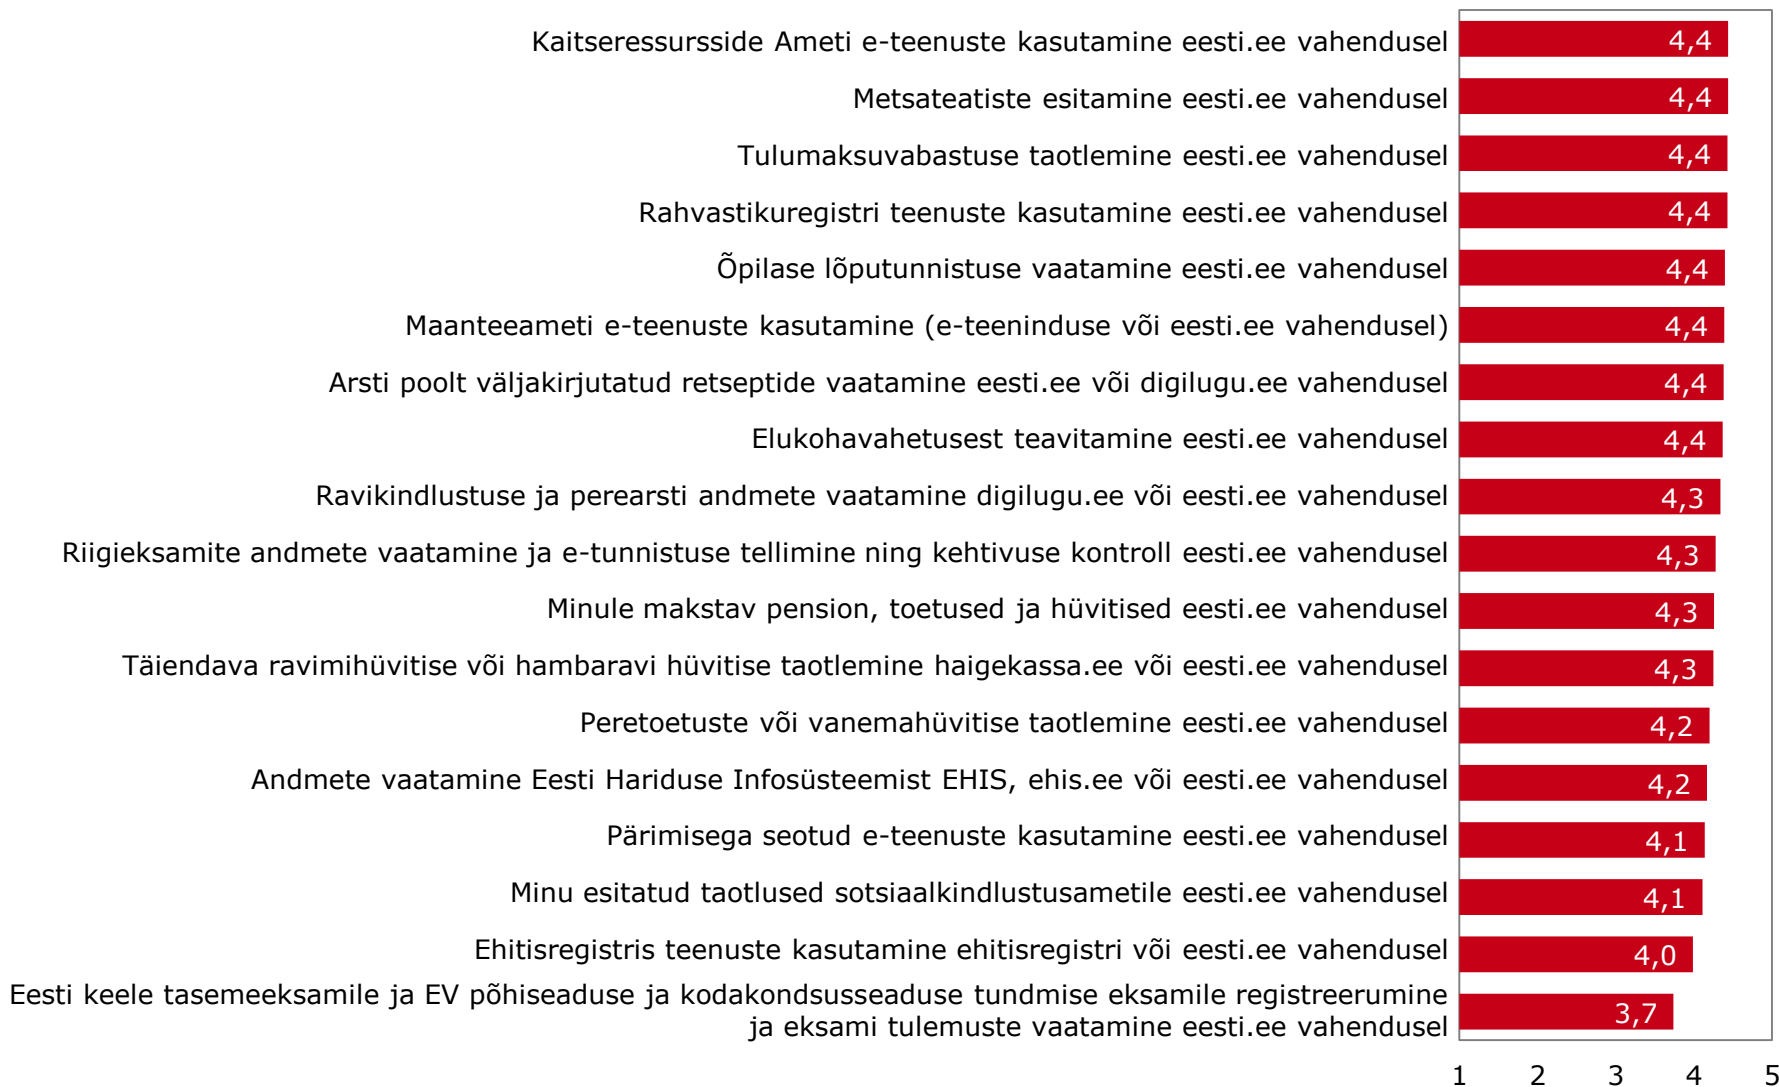 Kaitseressursside Ameti e-teenuste kasutamine eesti.ee vahendusel 4,4
Metsateatiste esitamine eesti.ee vahendusel 4,4
Tulumaksuvabastuse taotlemine eesti.ee vahendusel 4,4
Rahvastikuregistri teenuste kasutamine eesti.ee vahendusel 4,4
Õpilase lõputunnistuse vaatamine eesti.ee vahendusel 4,4
Maanteeameti e-teenuste kasutamine (e-teeninduse või eesti.ee vahendusel) 4,4
Arsti poolt väljakirjutatud retseptide vaatamine eesti.ee või digilugu.ee vahendusel 4,4
Elukohavahetusest teavitamine eesti.ee vahendusel 4,4
Ravikindlustuse ja perearsti andmete vaatamine digilugu.ee või eesti.ee vahendusel 4,3
Riigieksamite andmete vaatamine ja e-tunnistuse tellimine ning kehtivuse kontroll eesti.ee vahendusel 4,3
Minule makstav pension, toetused ja hüvitised eesti.ee vahendusel 4,3
Täiendava ravimihüvitise või hambaravi hüvitise taotlemine haigekassa.ee või eesti.ee vahendusel 4,3
Peretoetuste või vanemahüvitise taotlemine eesti.ee vahendusel 4,2
Andmete vaatamine Eesti Hariduse Infosüsteemist EHIS, ehis.ee või eesti.ee vahendusel 4,2
Pärimisega seotud e-teenuste kasutamine eesti.ee vahendusel 4,1
Minu esitatud taotlused sotsiaalkindlustusametile eesti.ee vahendusel 4,1
Ehitisregistris teenuste kasutamine ehitisregistri või eesti.ee vahendusel 4,0
Eesti keele tasemeeksamile ja EV põhiseaduse ja kodakondsusseaduse tundmise eksamile registreerumine
ja eksami tulemuste vaatamine eesti.ee vahendusel 3,7
1 2 3 4 5